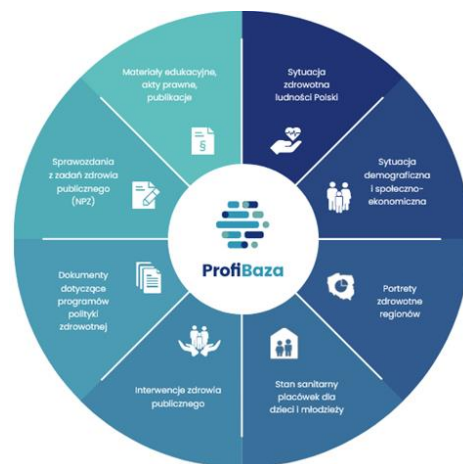 Materiały edukacyjne,
akty prawne,
publikacje
§
Sytuacja
zdrowotna
ludności Polski
Sprawozdania
z zadań zdrowia
publicznego
(NPZ)
Sytuacja
demograficzna
i społeczno-
ekonomiczna
ProfiBaza
Dokumenty
dotyczące
programów
polityki
zdrowotnej
Portrety
zdrowotne
regionów
Interwencje zdrowia
publicznego
Stan sanitarny
placówek dla
dzieci i młodzieży